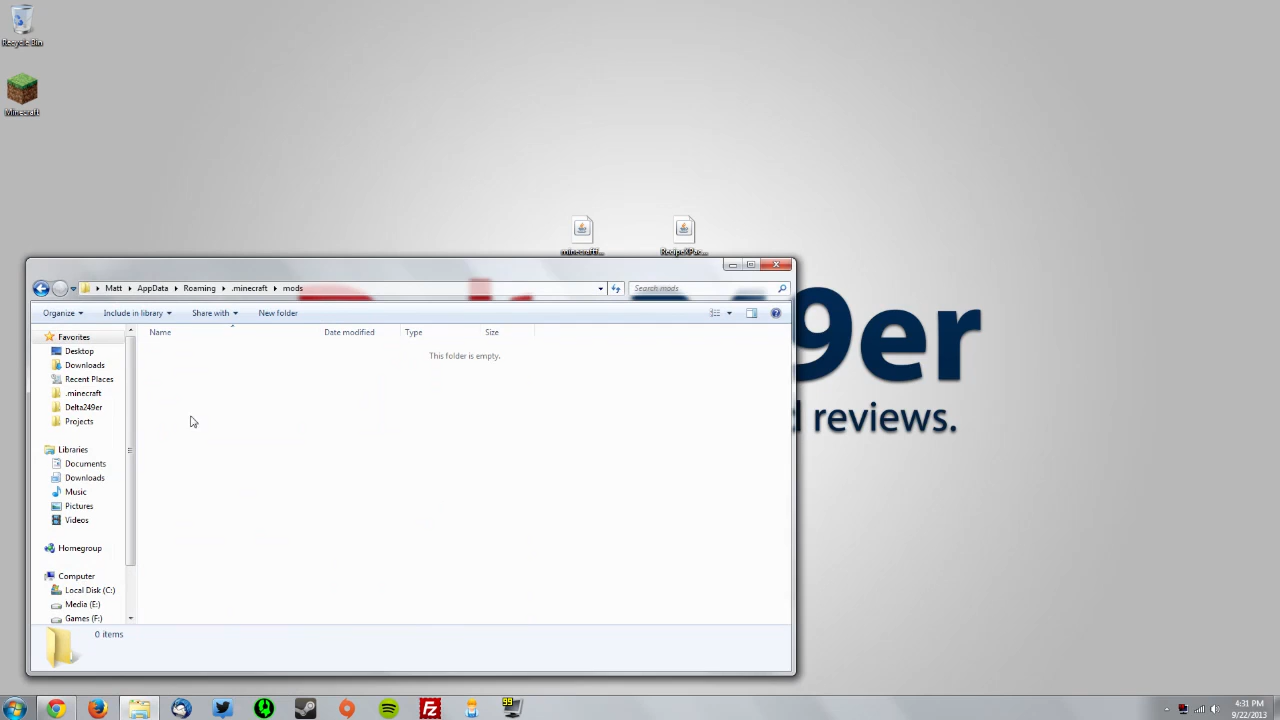 Recycle Bin
Minecraft
minecraftf...
RecipeXPac...
Matt
AppData
Roaming
.minecraft
mods
Search mods
Organize
Include in library
Share with
New folder
Name
Date modified
Type
Size
This folder is empty.
Favorites
Desktop
Downloads
Recent Places
.minecraft
Delta249er
Projects
Libraries
Documents
Downloads
Music
Pictures
Videos
Homegroup
Computer
Local Disk (C:)
Media (E:)
Games (F:)
0 items
9er
reviews.
99
4:31 PM
9/22/2013